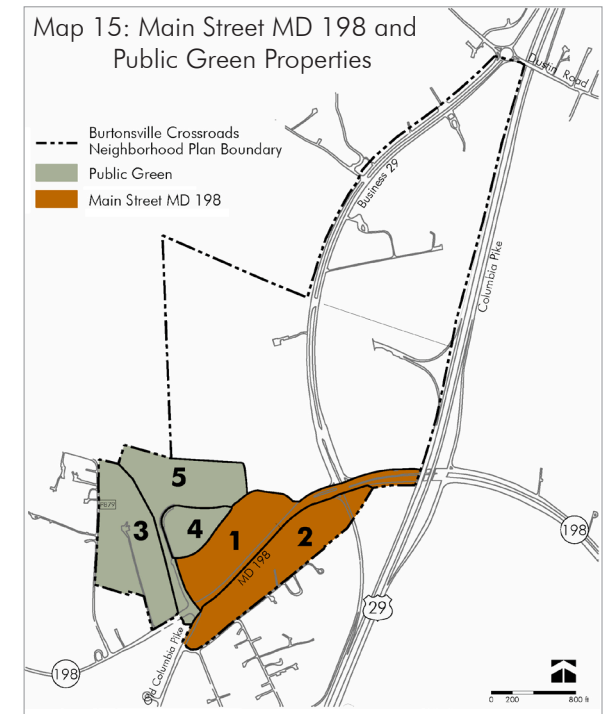 Map 15: Main Street MD 198 and
Public Green Properties
Dustin Road
Burtonsville Crossroads
Neighborhood Plan Boundary
Public Green
Main Street MD 198
Business 29
Columbia Pike
5
3
4
1
2
MD 198
198
29
Old Columbia Pike
198
0 200 800 ft